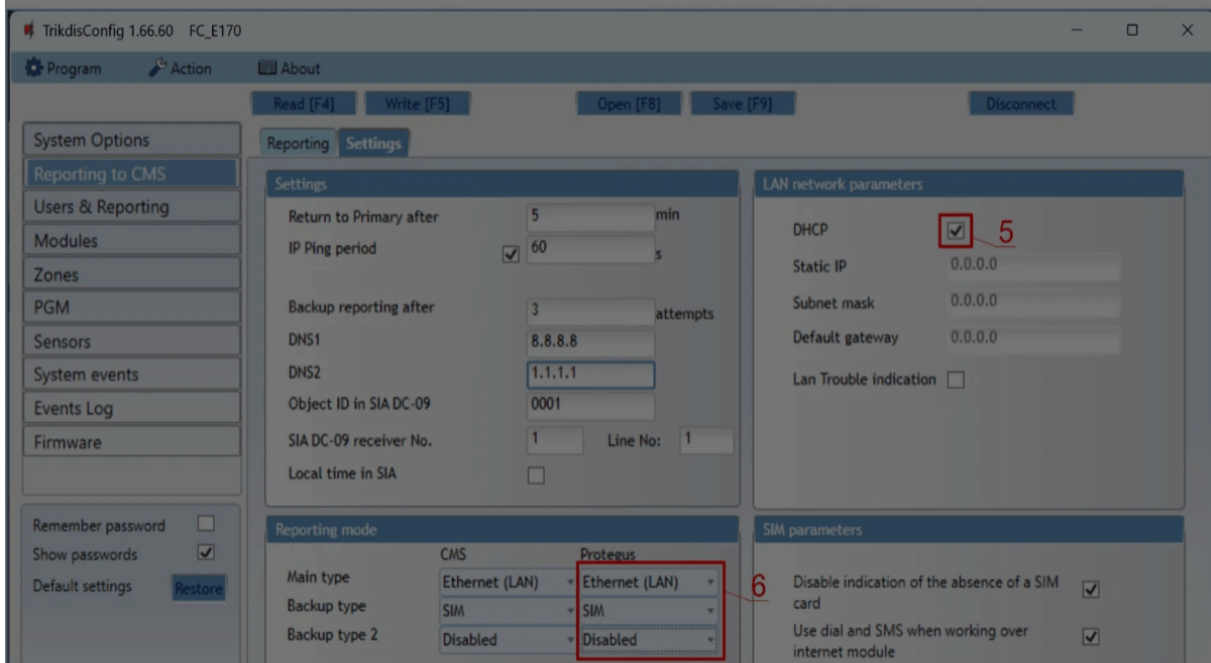 TrikdisConfig 1.66.60 FC_E170
Program Action About
Read [F4] Write [F5] Open [F8] Save [F9] Disconnect
System Options
Reporting to CMS
Users & Reporting
Modules
Zones
PGM
Sensors
System events
Events Log
Firmware
Remember password
Show passwords
Default settings Restore
Reporting Settings
Settings
Return to Primary after 5 min
IP Ping period 60 s
Backup reporting after 3 attempts
DNS1 8.8.8.8
DNS2 1.1.1.1
Object ID in SIA DC-09 0001
SIA DC-09 receiver No. 1 Line No: 1
Local time in SIA
LAN network parameters
DHCP 5
Static IP 0.0.0.0
Subnet mask 0.0.0.0
Default gateway 0.0.0.0
Lan Trouble indication
Reporting mode
CMS Protegus
Main type Ethernet (LAN) Ethernet (LAN) 6
Backup type SIM SIM
Backup type 2 Disabled Disabled
SIM parameters
Disable indication of the absence of a SIM
card
Use dial and SMS when working over
internet module